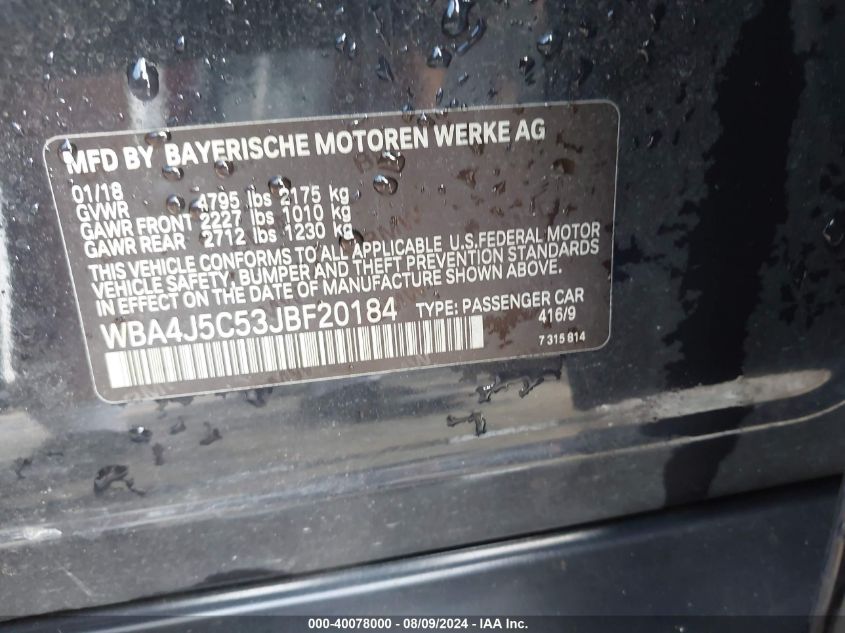 MFD BY BAYERISCHE MOTOREN WERKE AG
01/18
GVWR 4795 lbs 2175 kg
GAWR FRONT 2227 lbs 1010 kg
GAWR REAR 2712 lbs 1230 kg
THIS VEHICLE CONFORMS TO ALL APPLICABLE U.S.FEDERAL MOTOR
VEHICLE SAFETY, BUMPER AND THEFT PREVENTION STANDARDS
IN EFFECT ON THE DATE OF MANUFACTURE SHOWN ABOVE.
WBA4J5C53JBF20184 TYPE: PASSENGER CAR
416/9
7 315 814
000-40078000 - 08/09/2024 - IAA Inc.